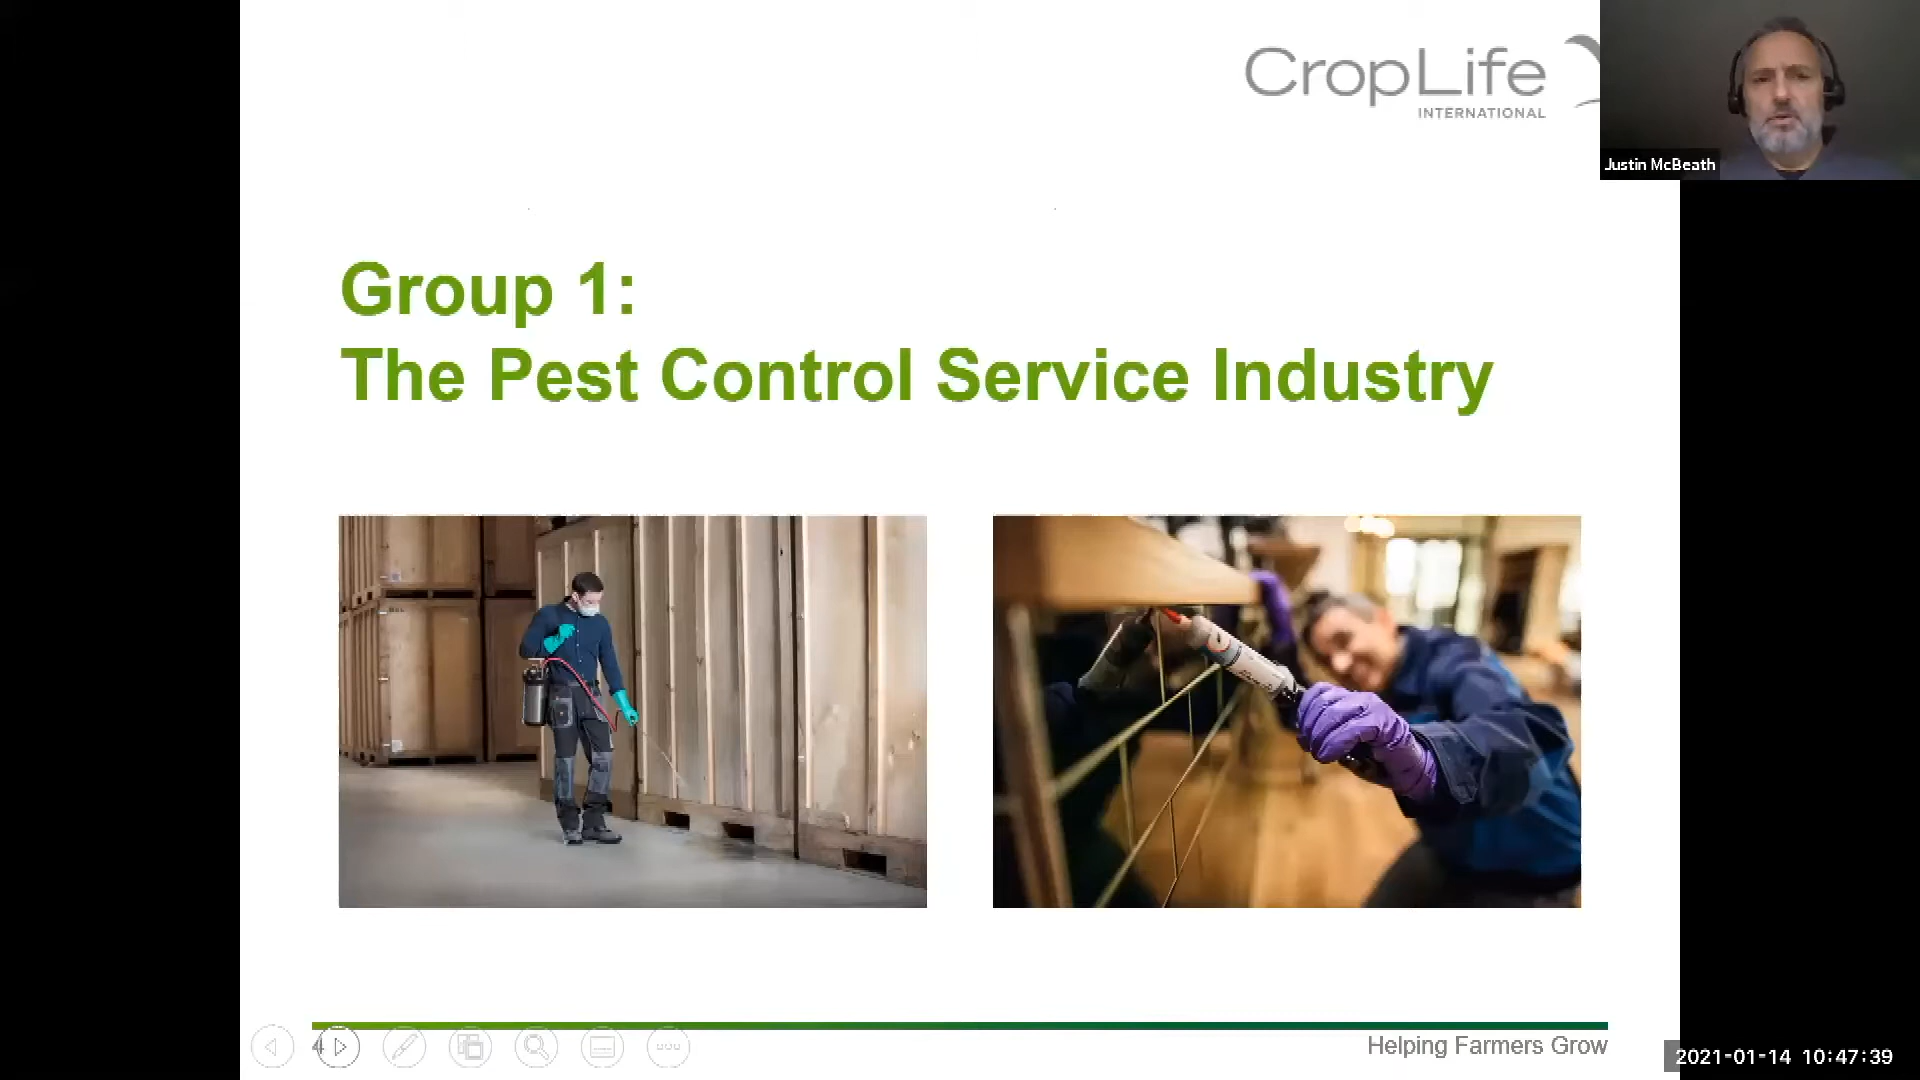 CropLife
INTERNATIONAL
Justin McBeath
Group 1:
The Pest Control Service Industry
4
Helping Farmers Grow
2021-01-14 10:47:39